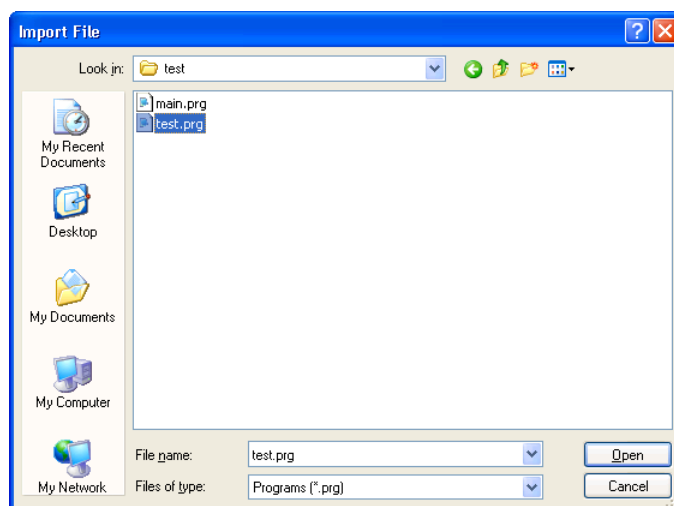 Import File
Look in:
test
main.prg
test.prg
My Recent
Documents
Desktop
My Documents
My Computer
My Network
File name:
test.prg
Open
Files of type:
Programs (*.prg)
Cancel